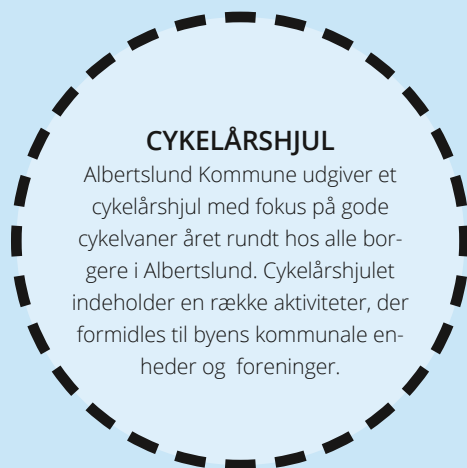 CYKELÅRSHJUL
Albertslund Kommune udgiver et
cykelårshjul med fokus på gode
cykelvaner året rundt hos alle bor-
gere i Albertslund. Cykelårshjulet
indeholder en række aktiviteter, der
formidles til byens kommunale en-
heder og foreninger.